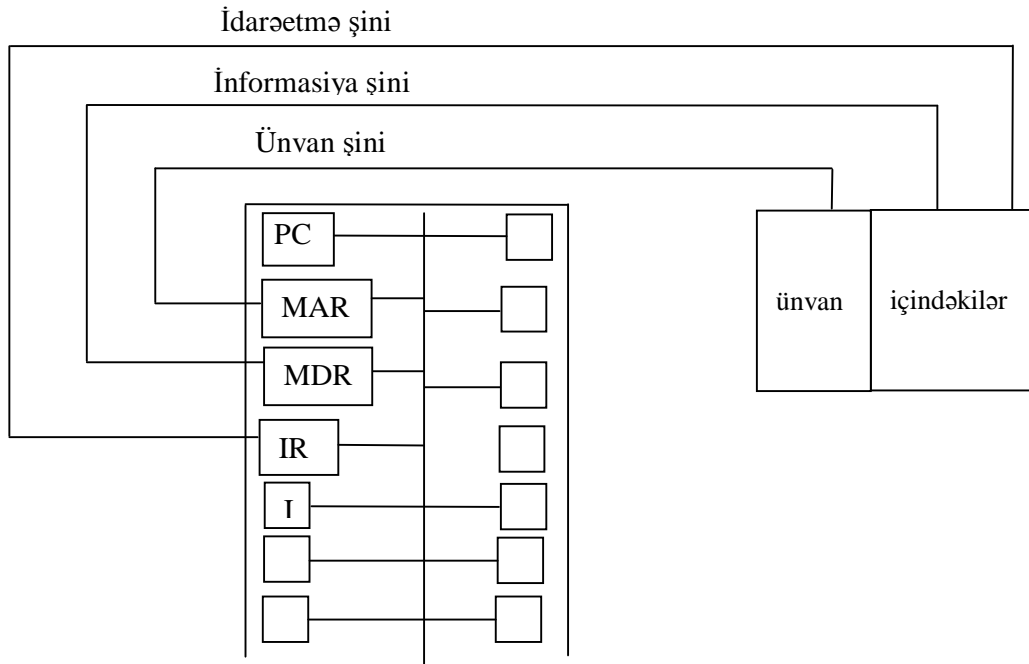 İdarəetmə şini
İnformasiya şini
Ünvan şini
PC
MAR
ünvan
içindəkilər
MDR
IR
I